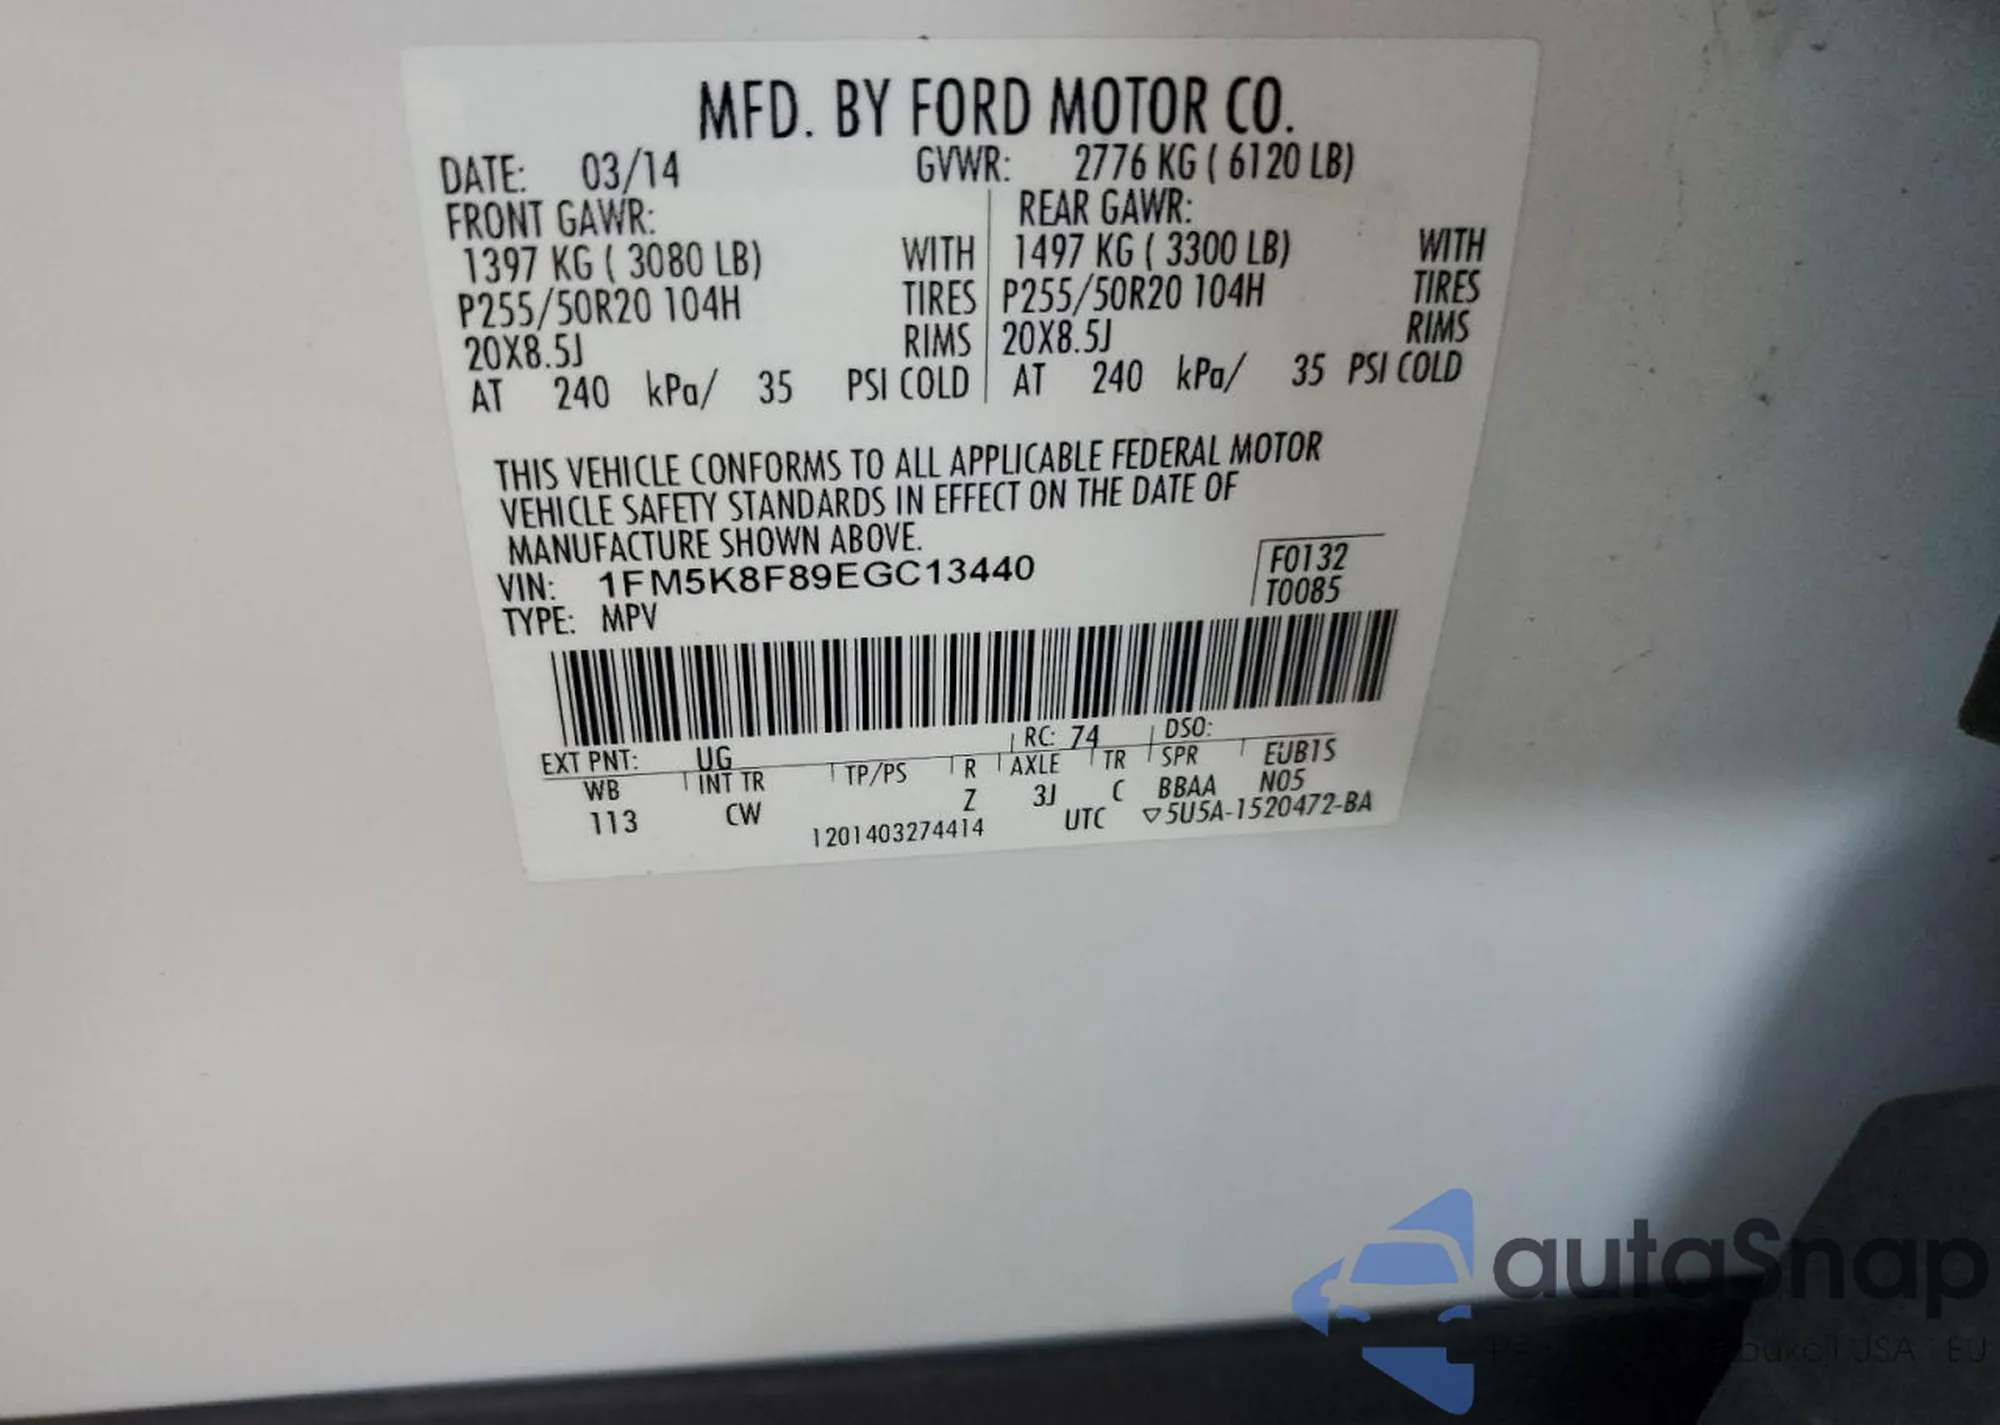 MFD. BY FORD MOTOR CO.
DATE: 03/14 GVWR: 2776 KG ( 6120 LB)
FRONT GAWR: REAR GAWR:
1397 KG ( 3080 LB) WITH 1497 KG ( 3300 LB) WITH
P255/50R20 104H TIRES P255/50R20 104H TIRES
20X8.5J RIMS 20X8.5J RIMS
AT 240 kPa/ 35 PSI COLD AT 240 kPa/ 35 PSI COLD
THIS VEHICLE CONFORMS TO ALL APPLICABLE FEDERAL MOTOR
VEHICLE SAFETY STANDARDS IN EFFECT ON THE DATE OF
MANUFACTURE SHOWN ABOVE.
VIN: 1FM5K8F89EGC13440 F0132
TYPE: MPV T0085
EXT PNT: UG RC: 74 DSO:
WB INT TR TP/PS R AXLE TR SPR EUB1S
113 CW Z 3J C BBAA N05
1201403274414 UTC ▽5U5A-1520472-BA
autaSnap
USA EU